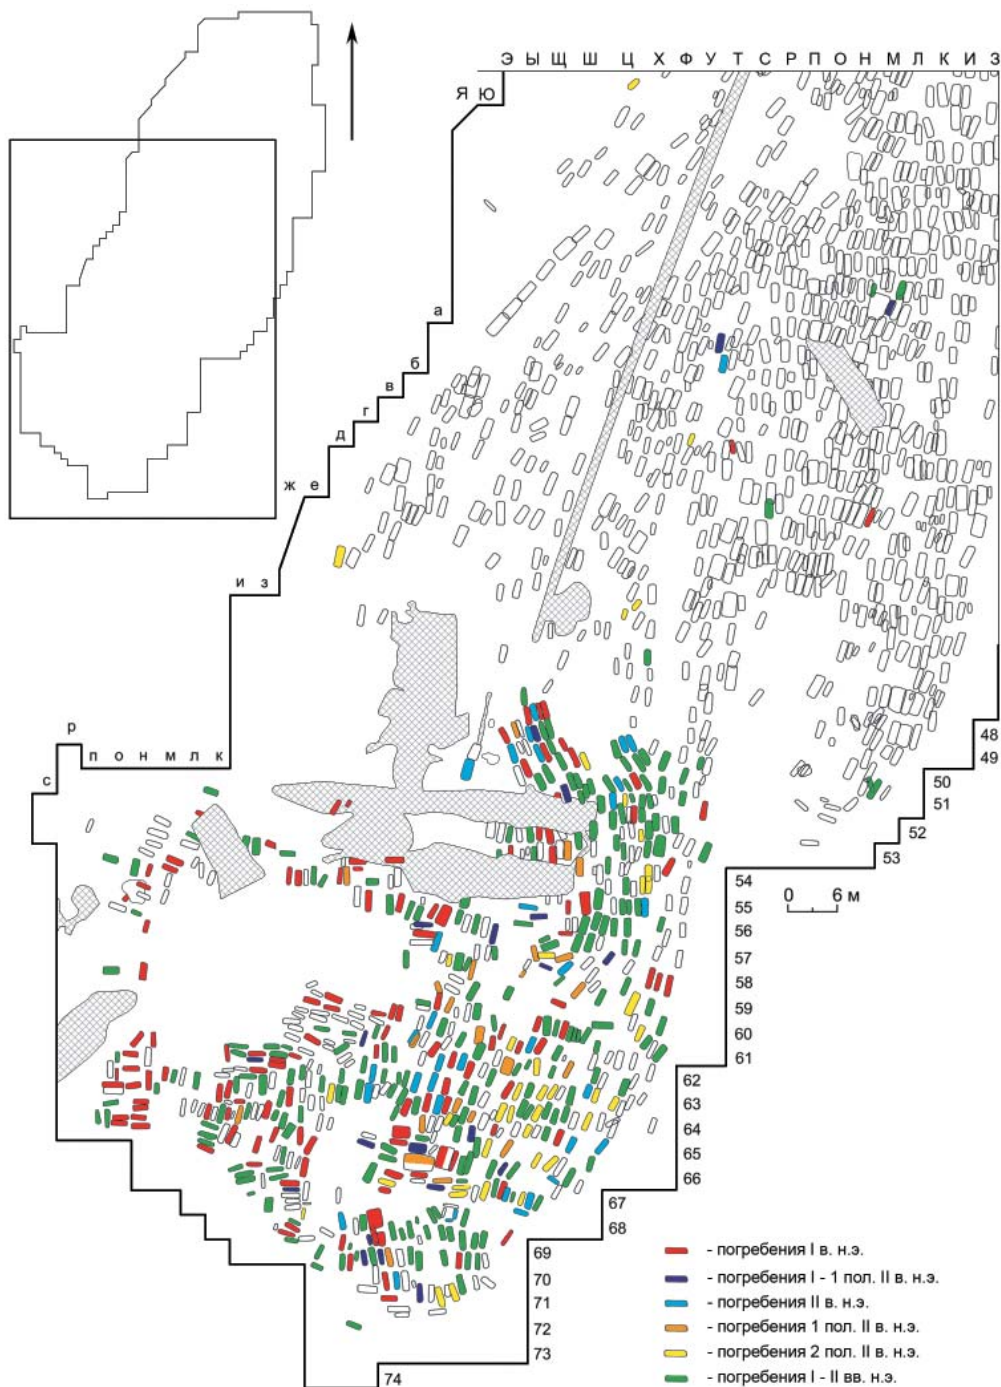 Э Ы Щ Ш Ц Х Ф У Т С Р П О Н М Л К И З
Я Ю
а
б
в
г
д
ж е
и з
р
п о н м л к
с
48
49
50
51
52
53
54
55
56
57
58
59
60
61
62
63
64
65
66
67
68
69
70
71
72
73
74
0 6 м
- погребения I в. н.э.
- погребения I - 1 пол. II в. н.э.
- погребения II в. н.э.
- погребения 1 пол. II в. н.э.
- погребения 2 пол. II в. н.э.
- погребения I - II вв. н.э.